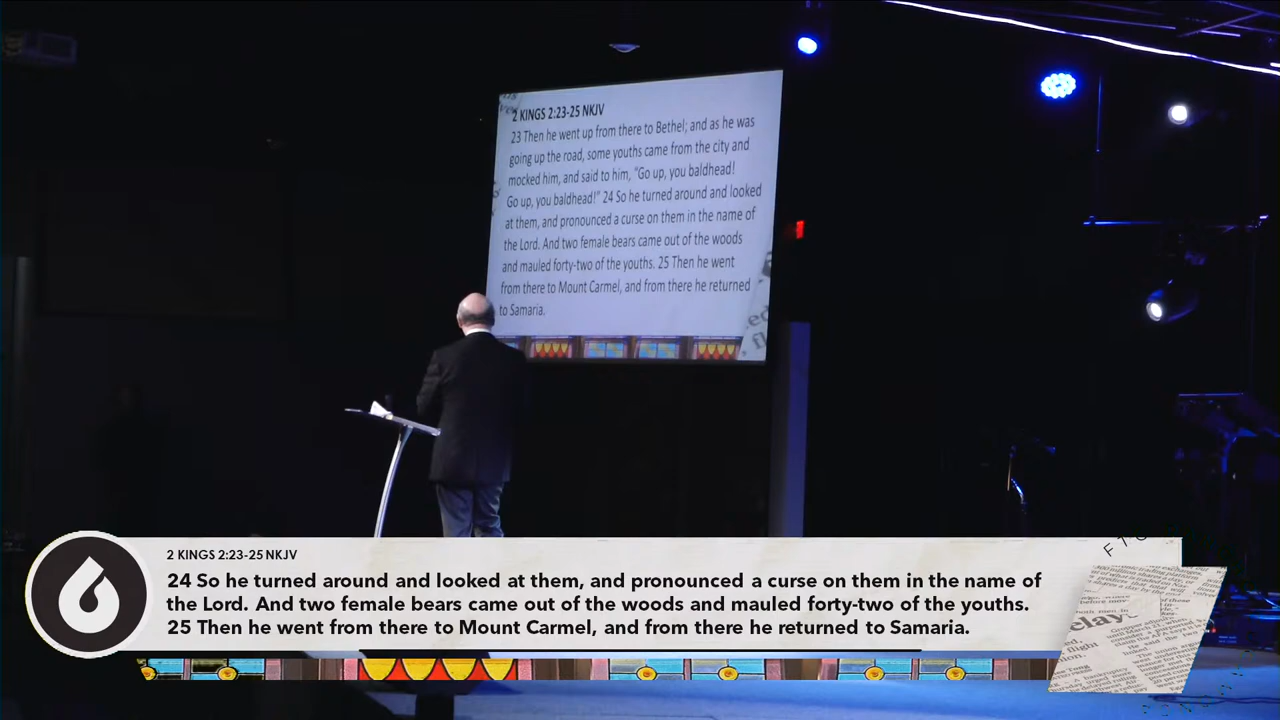 2 KINGS 2:23-25 NKJV
23 Then he went up from there to Bethel; and as he was
going up the road, some youths came from the city and
mocked him, and said to him, "Go up, you baldhead!
Go up, you baldhead!" 24 So he turned around and looked
at them, and pronounced a curse on them in the name of
the Lord. And two female bears came out of the woods
and mauled forty-two of the youths. 25 Then he went
from there to Mount Carmel, and from there he returned
to Samaria.
2 KINGS 2:23-25 NKJV
24 So he turned around and looked at them, and pronounced a curse on them in the name of
the Lord. And two female bears came out of the woods and mauled forty-two of the youths.
25 Then he went from there to Mount Carmel, and from there he returned to Samaria.
elay
flight